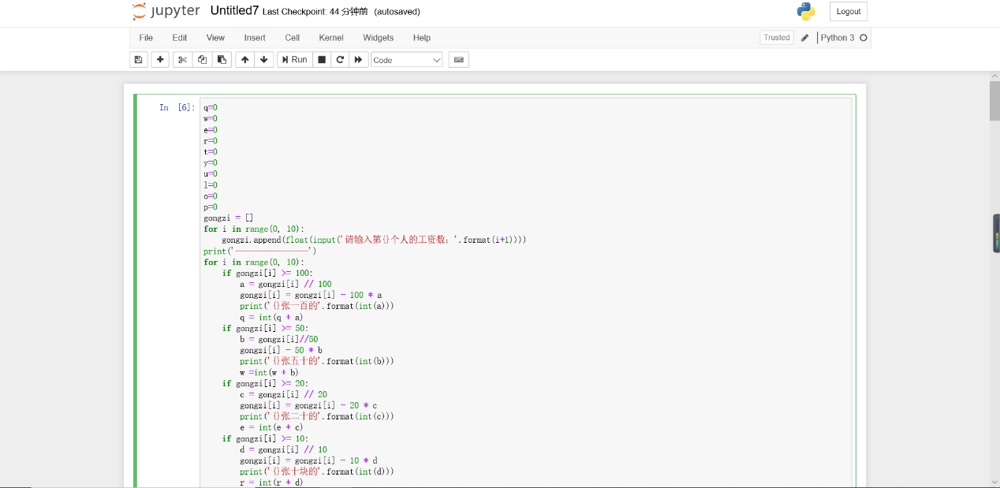 jupyter Untitled7 Last Checkpoint: 44 分钟前 (autosaved)
Logout
File Edit View Insert Cell Kernel Widgets Help
Trusted Python 3
Run Code
In [6]:
q=0
w=0
e=0
r=0
t=0
y=0
u=0
l=0
o=0
p=0
gongzi = []
for i in range(0, 10):
    gongzi.append(float(input('请输入第{}个人的工资数：'.format(i+1))))
print('----------------')
for i in range(0, 10):
    if gongzi[i] >= 100:
        a = gongzi[i] // 100
        gongzi[i] = gongzi[i] - 100 * a
        print('{}张一百的'.format(int(a)))
        q = int(q + a)
    if gongzi[i] >= 50:
        b = gongzi[i]//50
        gongzi[i] - 50 * b
        print('{}张五十的'.format(int(b)))
        w =int(w + b)
    if gongzi[i] >= 20:
        c = gongzi[i] // 20
        gongzi[i] = gongzi[i] - 20 * c
        print('{}张二十的'.format(int(c)))
        e = int(e + c)
    if gongzi[i] >= 10:
        d = gongzi[i] // 10
        gongzi[i] = gongzi[i] - 10 * d
        print('{}张十块的'.format(int(d)))
        r = int(r + d)